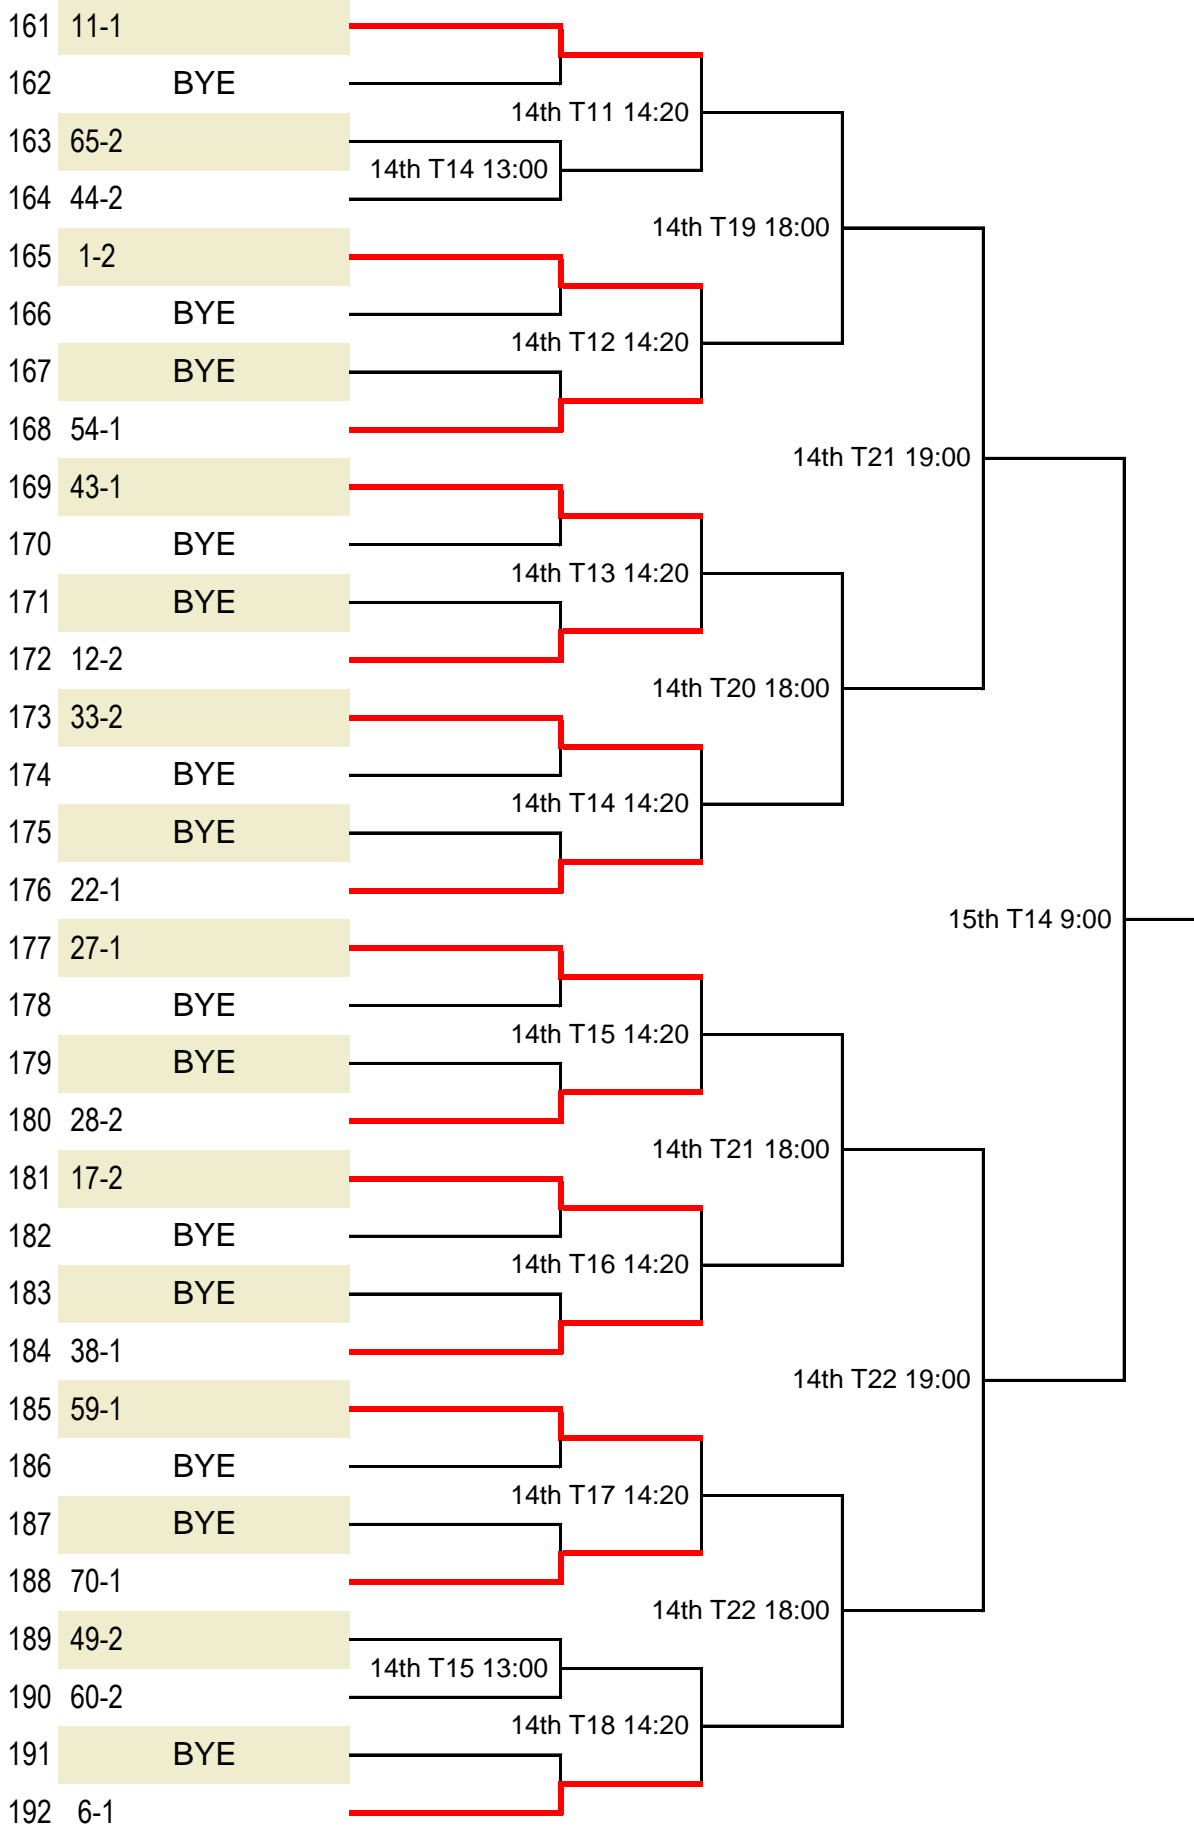 161 11-1
162 BYE
14th T11 14:20
163 65-2
14th T14 13:00
164 44-2
14th T19 18:00
165 1-2
166 BYE
14th T12 14:20
167 BYE
168 54-1
14th T21 19:00
169 43-1
170 BYE
14th T13 14:20
171 BYE
172 12-2
14th T20 18:00
173 33-2
174 BYE
14th T14 14:20
175 BYE
176 22-1
15th T14 9:00
177 27-1
178 BYE
14th T15 14:20
179 BYE
180 28-2
14th T21 18:00
181 17-2
182 BYE
14th T16 14:20
183 BYE
184 38-1
14th T22 19:00
185 59-1
186 BYE
14th T17 14:20
187 BYE
188 70-1
14th T22 18:00
189 49-2
14th T15 13:00
190 60-2
14th T18 14:20
191 BYE
192 6-1